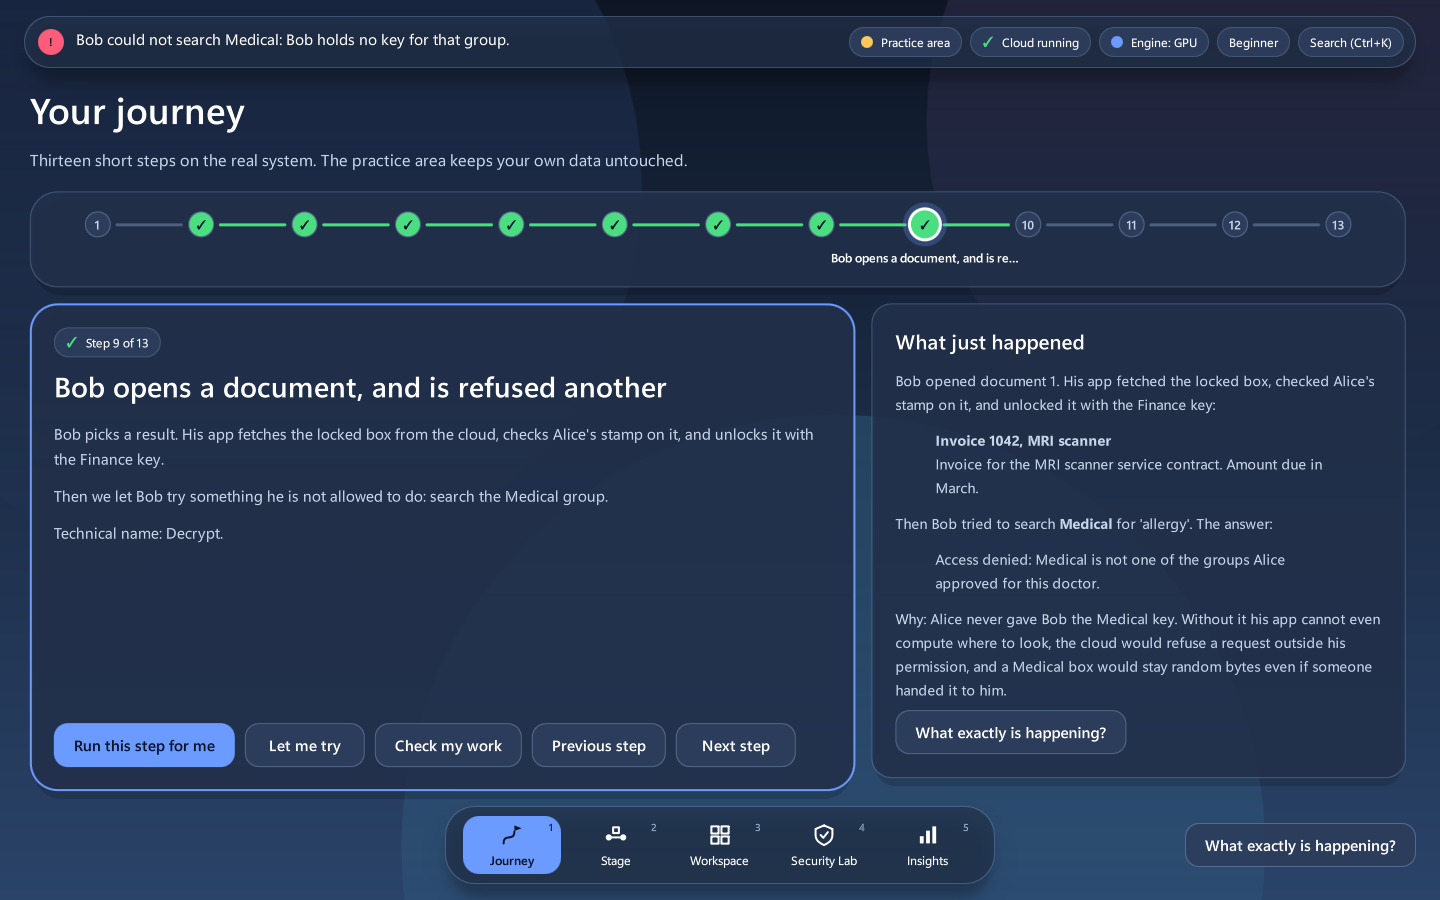 ! Bob could not search Medical: Bob holds no key for that group.
Practice area
✓ Cloud running
Engine: GPU
Beginner
Search (Ctrl+K)
Your journey
Thirteen short steps on the real system. The practice area keeps your own data untouched.
1 ✓ ✓ ✓ ✓ ✓ ✓ ✓ ✓ 10 11 12 13
Bob opens a document, and is re...
✓ Step 9 of 13
Bob opens a document, and is refused another
Bob picks a result. His app fetches the locked box from the cloud, checks Alice's stamp on it, and unlocks it with
the Finance key.
Then we let Bob try something he is not allowed to do: search the Medical group.
Technical name: Decrypt.
Run this step for me
Let me try
Check my work
Previous step
Next step
What just happened
Bob opened document 1. His app fetched the locked box, checked Alice's
stamp on it, and unlocked it with the Finance key:
Invoice 1042, MRI scanner
Invoice for the MRI scanner service contract. Amount due in
March.
Then Bob tried to search Medical for 'allergy'. The answer:
Access denied: Medical is not one of the groups Alice
approved for this doctor.
Why: Alice never gave Bob the Medical key. Without it his app cannot even
compute where to look, the cloud would refuse a request outside his
permission, and a Medical box would stay random bytes even if someone
handed it to him.
What exactly is happening?
Journey 1
Stage 2
Workspace 3
Security Lab 4
Insights 5
What exactly is happening?